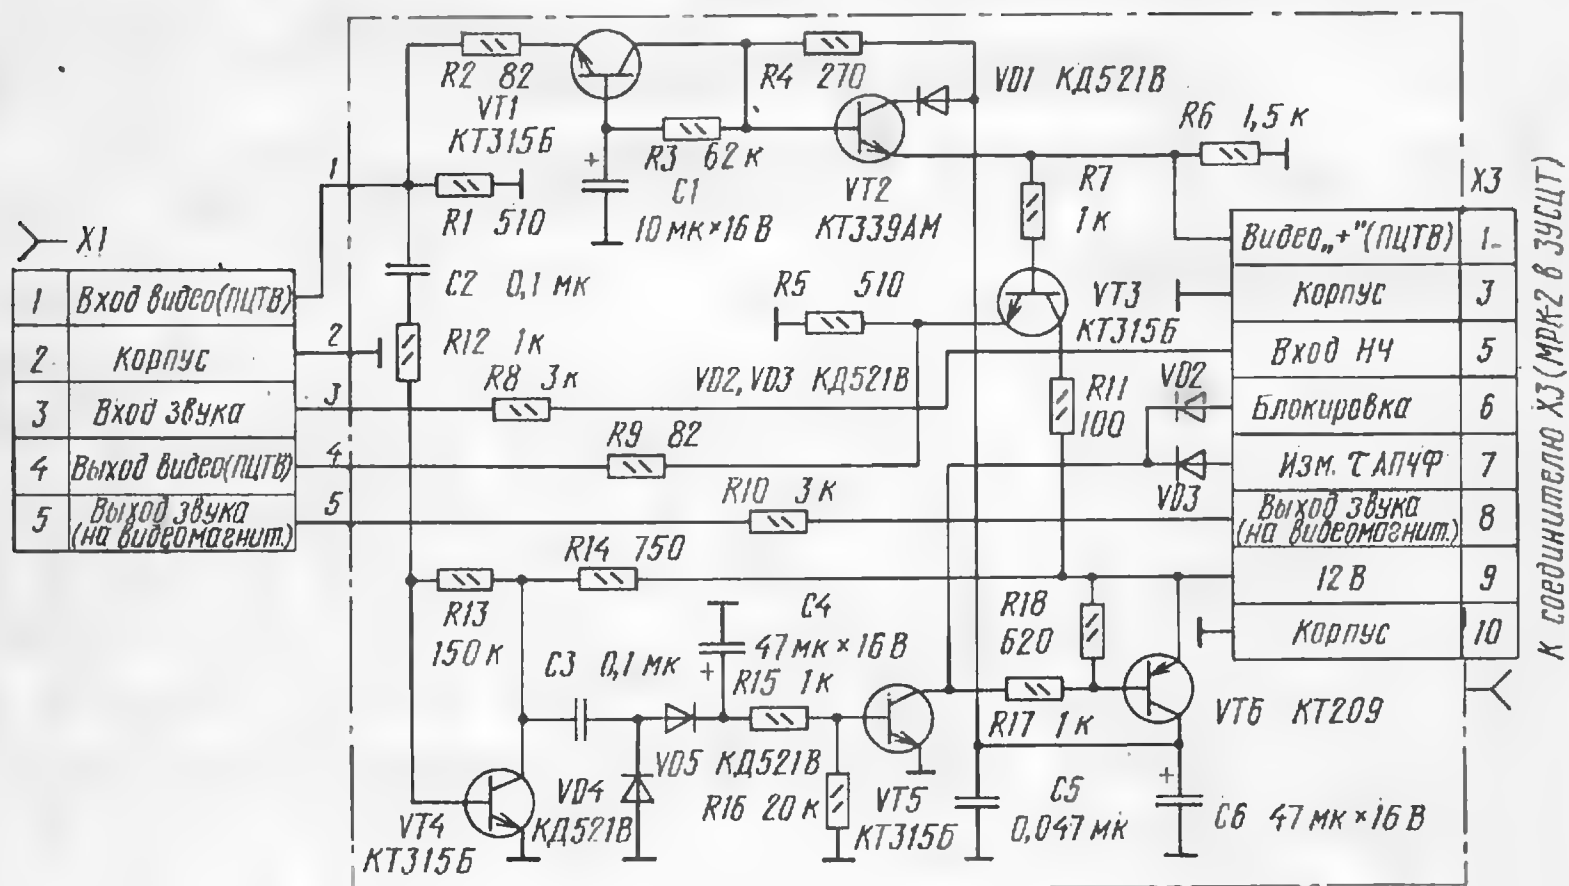 R2 82
VT1
КТ315Б
R4 270
VD1 КД521В
R6 1,5 к
R3 62 к
C1
10 мк×16 В
VT2
КТ339АМ
R7
1 к
1
R1 510
X1
X3
1 Вход видео(ПЦТВ)
2 Корпус
3 Вход звука
4 Выход видео(ПЦТВ)
5 Выход звука
(на видеомагнит.)
2
3
4
5
C2 0,1 мк
R12 1к
R5 510
VT3
КТ315Б
R8 3к
VD2, VD3 КД521В
R9 82
R11
100
R10 3 к
VD2
VD3
Видео„+"(ПЦТВ) 1
Корпус 3
Вход НЧ 5
Блокировка 6
Изм. τ АПЧФ 7
Выход звука
(на видеомагнит.) 8
12 В 9
Корпус 10
К соединителю X3 (МРК-2 в 3УСЦТ)
R14 750
R13
150 к
C3 0,1 мк
+
C4
47 мк×16 В
+
R15 1к
R18
620
R17 1 к
VT6 КТ209
VT4
КТ315Б
VD4
КД521В
VD5 КД521В
R16 20 к
VT5
КТ315Б
C5
0,047 мк
+
C6 47 мк×16 В